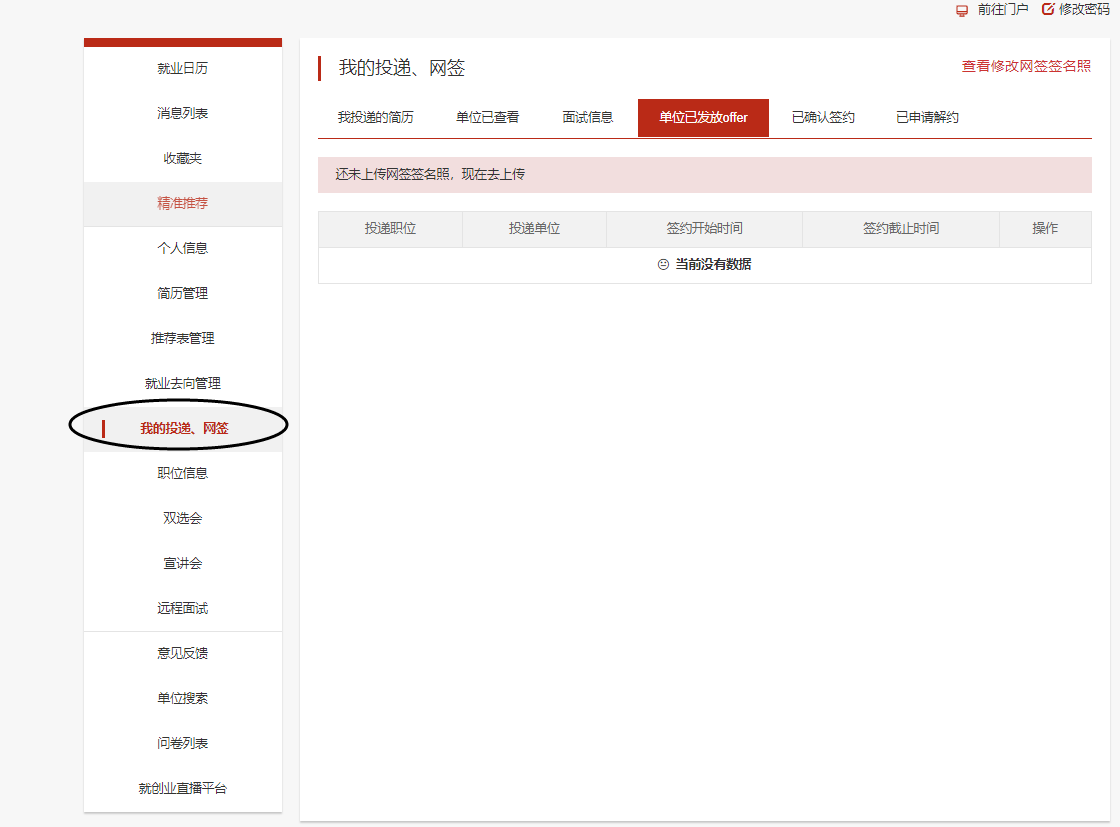 前往门户 修改密码
就业日历
消息列表
收藏夹
精准推荐
个人信息
简历管理
推荐表管理
就业去向管理
我的投递、网签
职位信息
双选会
宣讲会
远程面试
意见反馈
单位搜索
问卷列表
就创业直播平台
我的投递、网签 查看修改网签签名照
我投递的简历 单位已查看 面试信息 单位已发放offer 已确认签约 已申请解约
还未上传网签签名照，现在去上传
投递职位 投递单位 签约开始时间 签约截止时间 操作
当前没有数据